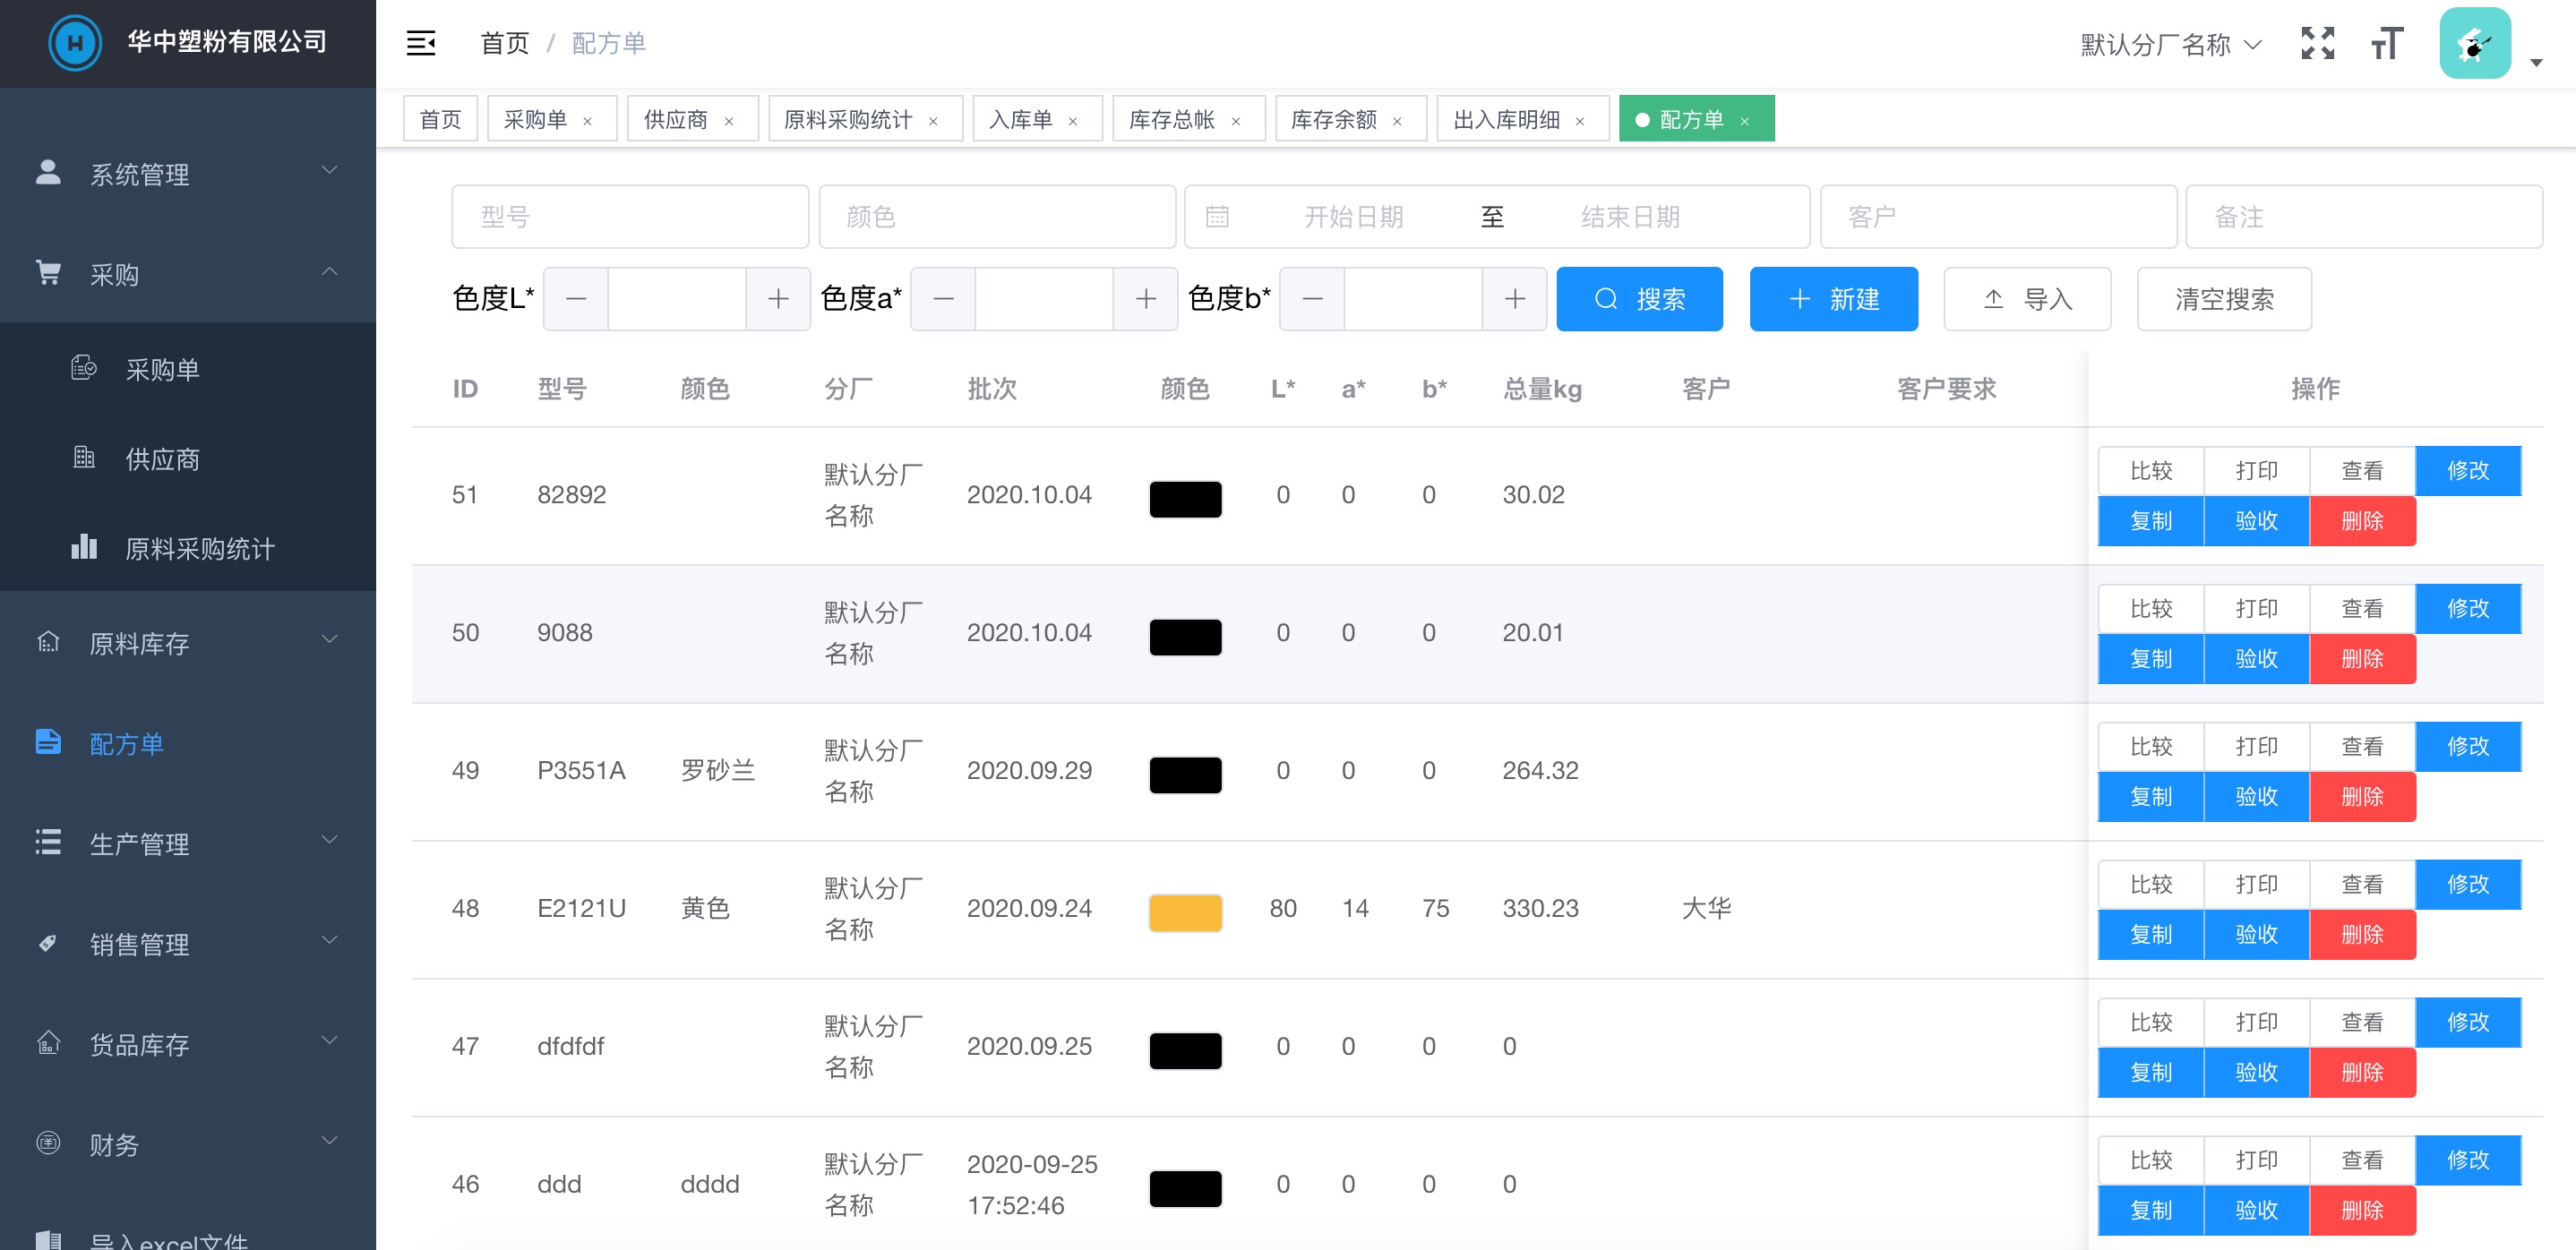 华中塑粉有限公司
首页 / 配方单
默认分厂名称
首页 采购单 × 供应商 × 原料采购统计 × 入库单 × 库存总帐 × 库存余额 × 出入库明细 × 配方单 ×
系统管理
采购
采购单
供应商
原料采购统计
原料库存
配方单
生产管理
销售管理
货品库存
财务
导入excel文件
型号 颜色 开始日期 至 结束日期 客户 备注
色度L* 色度a* 色度b* 搜索 新建 导入 清空搜索
ID 型号 颜色 分厂 批次 颜色 L* a* b* 总量kg 客户 客户要求 操作
51 82892 默认分厂名称 2020.10.04 0 0 0 30.02 比较 打印 查看 修改
复制 验收 删除
50 9088 默认分厂名称 2020.10.04 0 0 0 20.01 比较 打印 查看 修改
复制 验收 删除
49 P3551A 罗砂兰 默认分厂名称 2020.09.29 0 0 0 264.32 比较 打印 查看 修改
复制 验收 删除
48 E2121U 黄色 默认分厂名称 2020.09.24 80 14 75 330.23 大华 比较 打印 查看 修改
复制 验收 删除
47 dfdfdf 默认分厂名称 2020.09.25 0 0 0 0 比较 打印 查看 修改
复制 验收 删除
46 ddd dddd 默认分厂名称 2020-09-25 17:52:46 0 0 0 0 比较 打印 查看 修改
复制 验收 删除